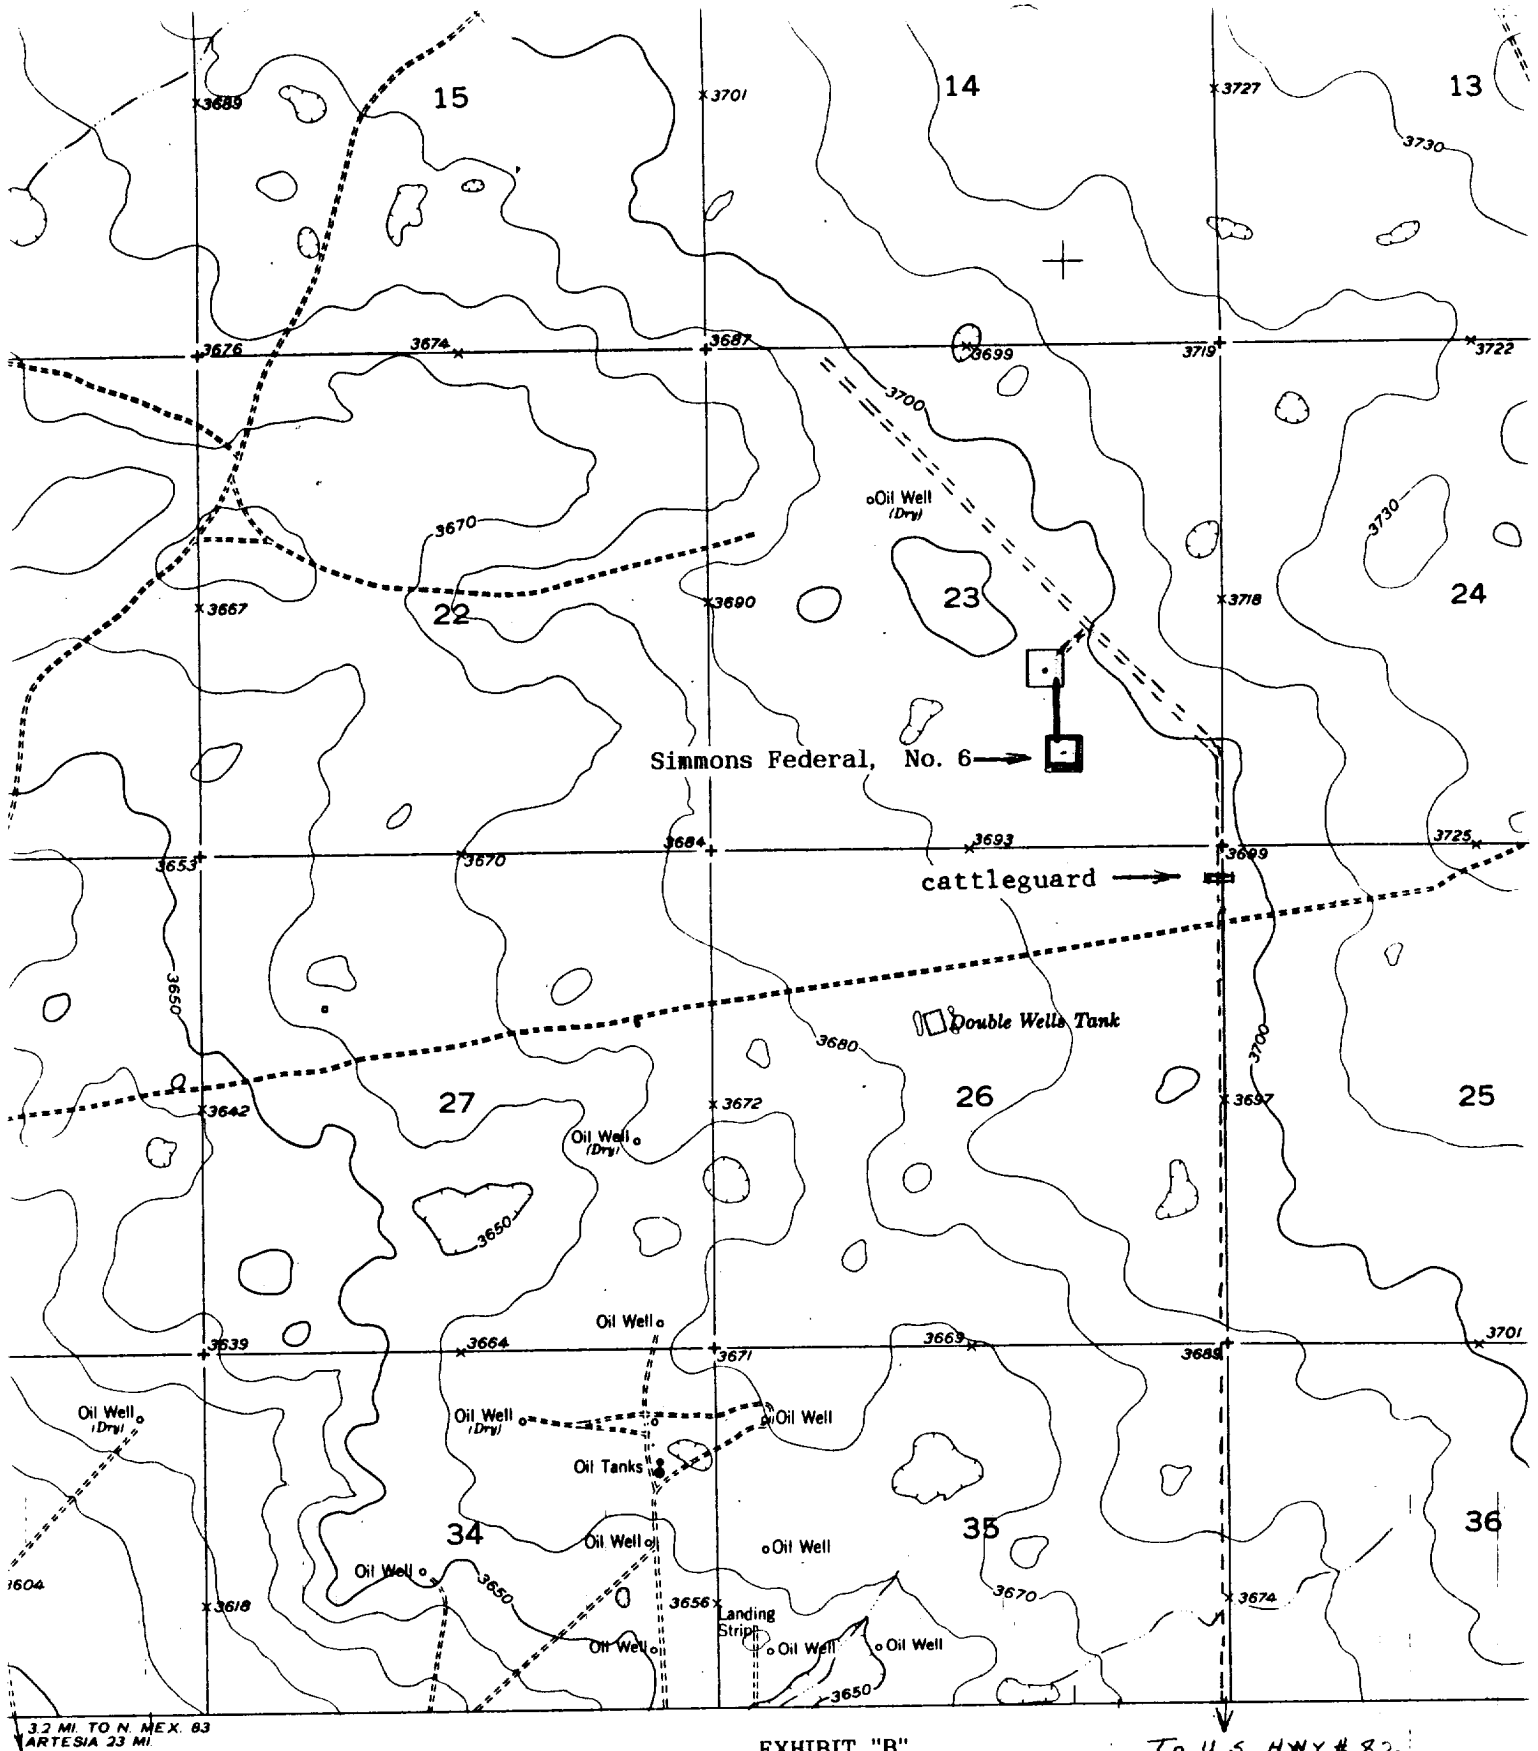 15
14
13
3689
3701
3727
3730
3676
3674
3687
3699
3719
3722
3700
Oil Well
(Dry)
3670
3730
3667
22
3690
23
3718
24
Simmons Federal, No. 6
3653
3670
3684
3693
3699
3725
cattleguard
3650
Double Wells Tank
3680
3700
3642
27
3672
26
3697
25
Oil Well
(Dry)
3650
Oil Well
3639
3664
3671
3669
3689
3701
Oil Well
(Dry)
Oil Well
(Dry)
Oil Well
Oil Tanks
34
35
36
Oil Well
Oil Well
Oil Well
3604
3650
3618
3656
3670
3674
Landing
Strip
Oil Well
Oil Well
Oil Well
3650
3.2 MI. TO N. MEX. 83
ARTESIA 23 MI.
EXHIBIT "B"
To U.S. HWY # 82